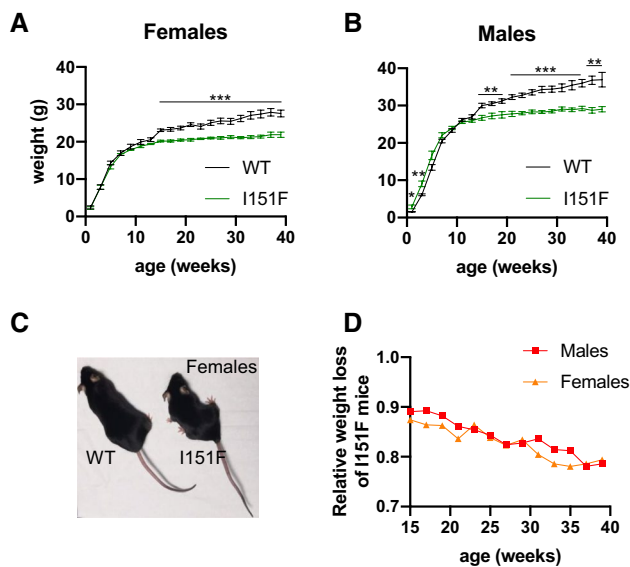 A
Females
40
30
20
10
0
weight (g)
***
WT
I151F
0 10 20 30 40
age (weeks)
B
Males
40
30
20
10
0
*
**
**
***
**
WT
I151F
0 10 20 30 40
age (weeks)
C
Females
WT
I151F
D
Males
Females
1.0
0.9
0.8
0.7
Relative weight loss
of I151F mice
15 20 25 30 35 40
age (weeks)